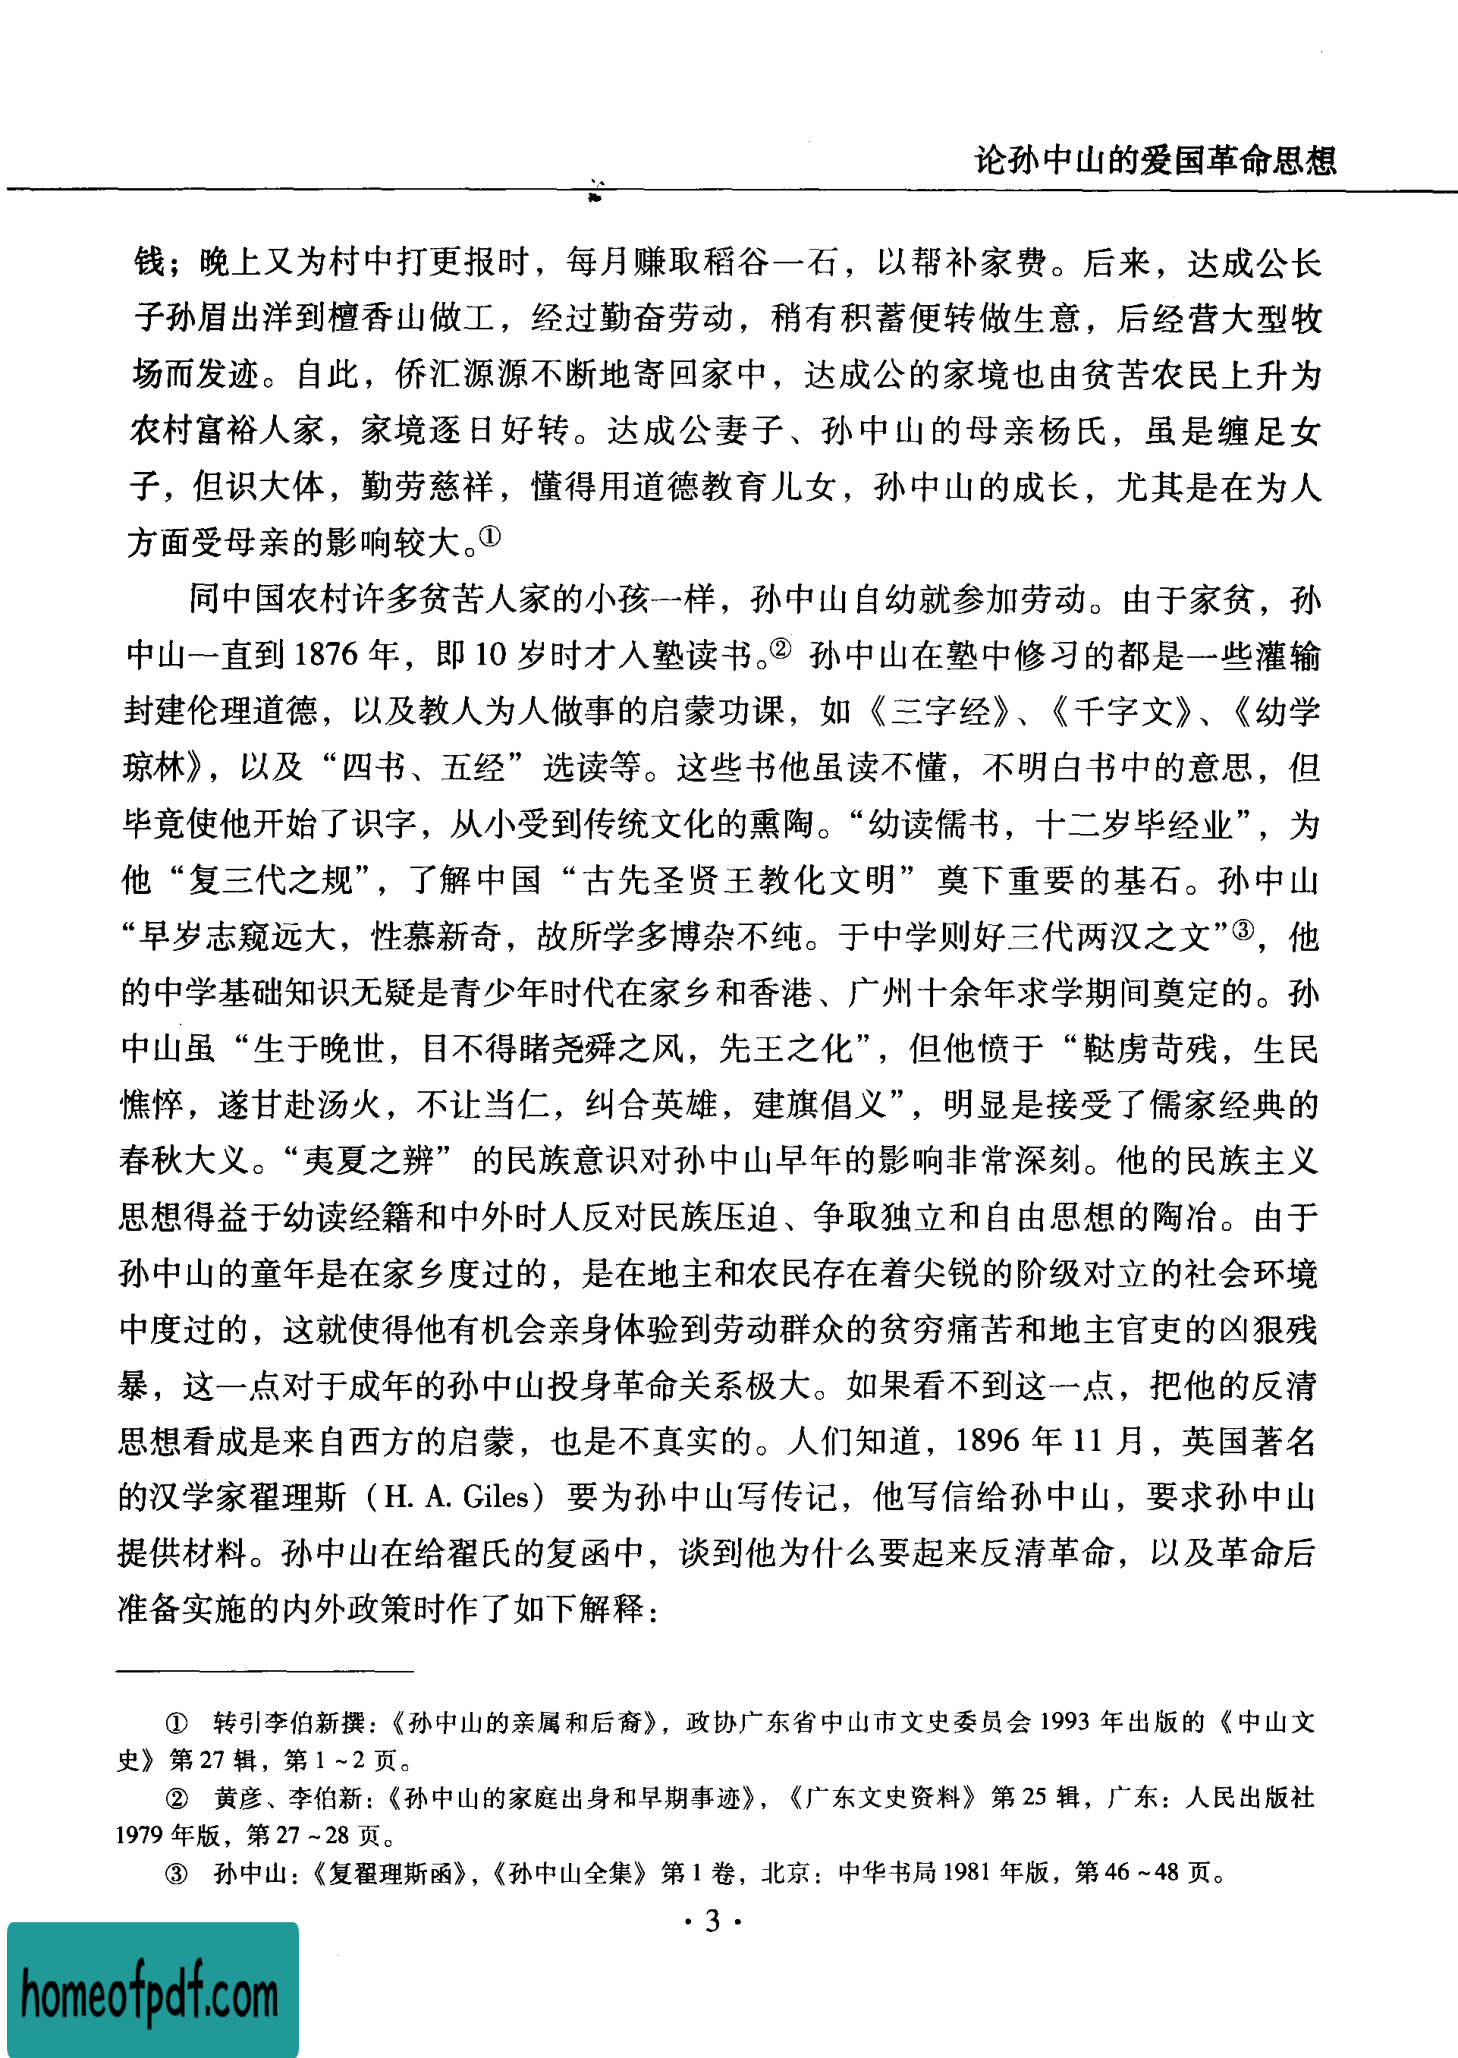 论孙中山的爱国革命思想
钱；晚上又为村中打更报时，每月赚取稻谷一石，以帮补家费。后来，达成公长
子孙眉出洋到檀香山做工，经过勤奋劳动，稍有积蓄便转做生意，后经营大型牧
场而发迹。自此，侨汇源源不断地寄回家中，达成公的家境也由贫苦农民上升为
农村富裕人家，家境逐日好转。达成公妻子、孙中山的母亲杨氏，虽是缠足女
子，但识大体，勤劳慈祥，懂得用道德教育儿女，孙中山的成长，尤其是在为人
方面受母亲的影响较大。①
同中国农村许多贫苦人家的小孩一样，孙中山自幼就参加劳动。由于家贫，孙
中山一直到 1876 年，即 10 岁时才入塾读书。② 孙中山在塾中修习的都是一些灌输
封建伦理道德，以及教人为人做事的启蒙功课，如《三字经》、《千字文》、《幼学
琼林》，以及“四书、五经”选读等。这些书他虽读不懂，不明白书中的意思，但
毕竟使他开始了识字，从小受到传统文化的熏陶。“幼读儒书，十二岁毕经业”，为
他“复三代之规”，了解中国“古先圣贤王教化文明”奠下重要的基石。孙中山
“早岁志窥远大，性慕新奇，故所学多博杂不纯。于中学则好三代两汉之文”③，他
的中学基础知识无疑是青少年时代在家乡和香港、广州十余年求学期间奠定的。孙
中山虽“生于晚世，目不得睹尧舜之风，先王之化”，但他愤于“鞑虏苛残，生民
憔悴，遂甘赴汤火，不让当仁，纠合英雄，建旗倡义”，明显是接受了儒家经典的
春秋大义。“夷夏之辨”的民族意识对孙中山早年的影响非常深刻。他的民族主义
思想得益于幼读经籍和中外时人反对民族压迫、争取独立和自由思想的陶冶。由于
孙中山的童年是在家乡度过的，是在地主和农民存在着尖锐的阶级对立的社会环境
中度过的，这就使得他有机会亲身体验到劳动群众的贫穷痛苦和地主官吏的凶狠残
暴，这一点对于成年的孙中山投身革命关系极大。如果看不到这一点，把他的反清
思想看成是来自西方的启蒙，也是不真实的。人们知道，1896 年 11 月，英国著名
的汉学家翟理斯（H. A. Giles）要为孙中山写传记，他写信给孙中山，要求孙中山
提供材料。孙中山在给翟氏的复函中，谈到他为什么要起来反清革命，以及革命后
准备实施的内外政策时作了如下解释：
① 转引李伯新撰：《孙中山的亲属和后裔》，政协广东省中山市文史委员会 1993 年出版的《中山文
史》第 27 辑，第 1～2 页。
② 黄彦、李伯新：《孙中山的家庭出身和早期事迹》，《广东文史资料》第 25 辑，广东：人民出版社
1979 年版，第 27～28 页。
③ 孙中山：《复翟理斯函》，《孙中山全集》第 1 卷，北京：中华书局 1981 年版，第 46～48 页。
·3·
homeofpdf.com